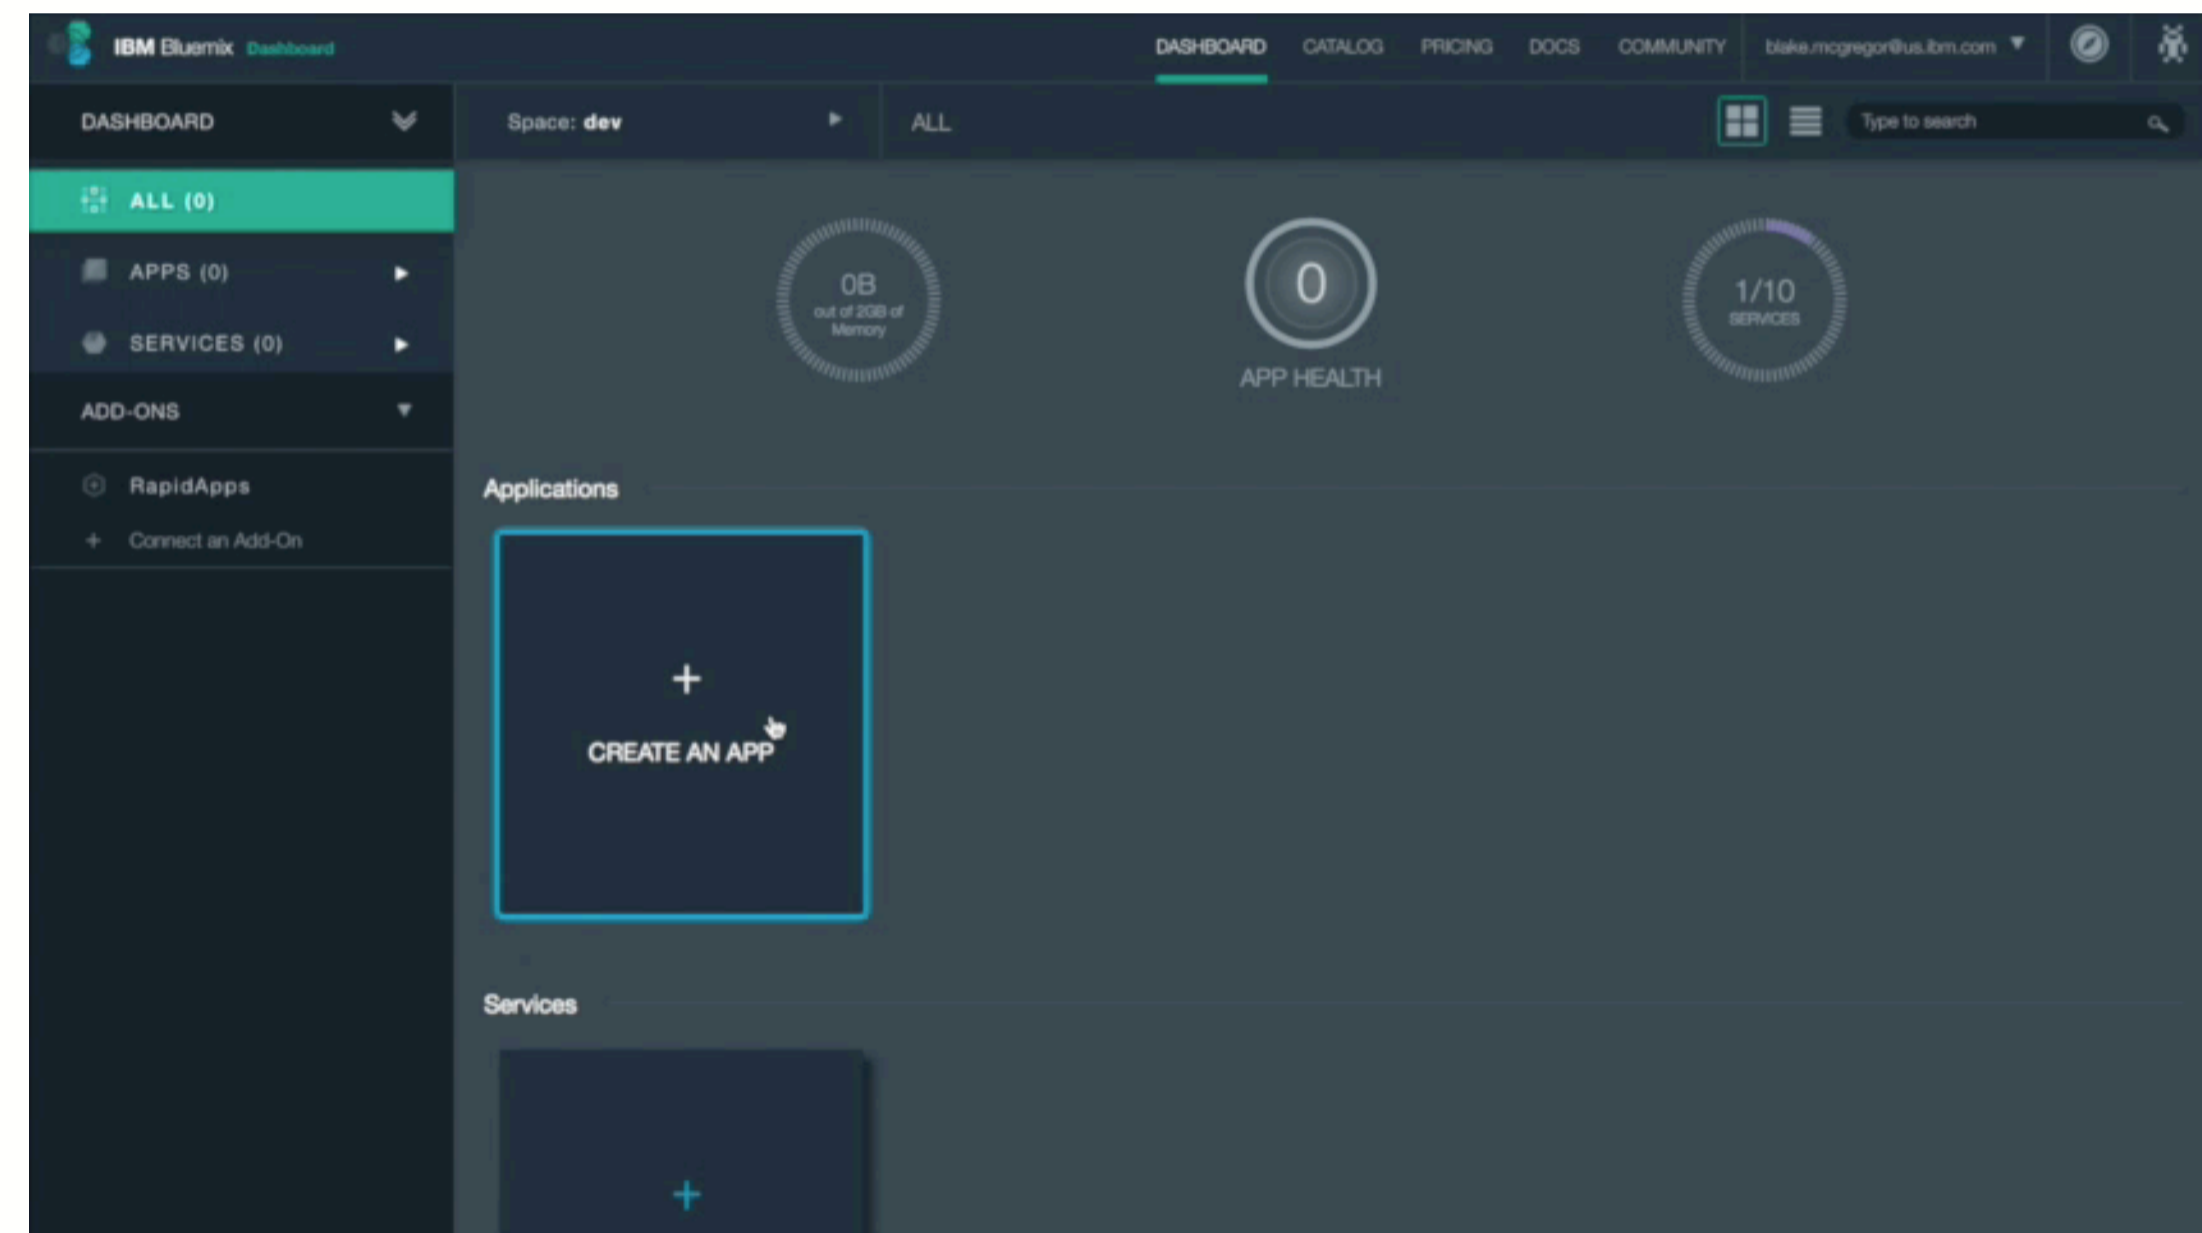 IBM Bluemix Dashboard
DASHBOARD CATALOG PRICING DOCS COMMUNITY blake.mcgregor@us.ibm.com
DASHBOARD
Space: dev
ALL
Type to search
ALL (0)
APPS (0)
SERVICES (0)
ADD-ONS
RapidApps
+ Connect an Add-On
0B
out of 2GB of
Memory
0
APP HEALTH
1/10
SERVICES
Applications
+
CREATE AN APP
Services
+